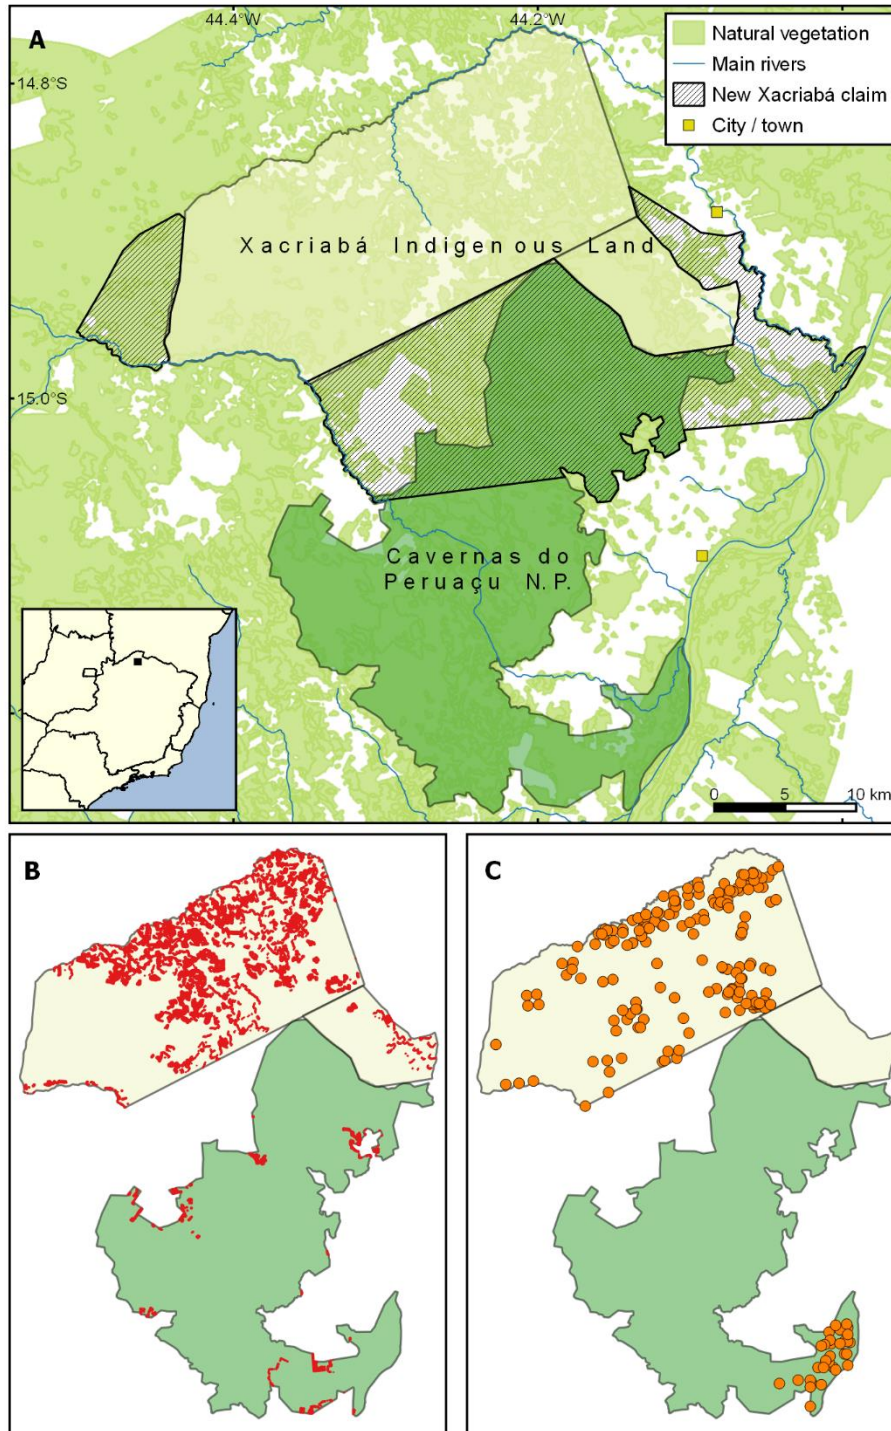 44.4°W
44.2°W
A
Natural vegetation
Main rivers
New Xacriabá claim
City / town
14.8°S
Xacriabá Indigenous Land
15.0°S
Cavernas do
Peruaçu N.P.
0 5 10 km
B
C